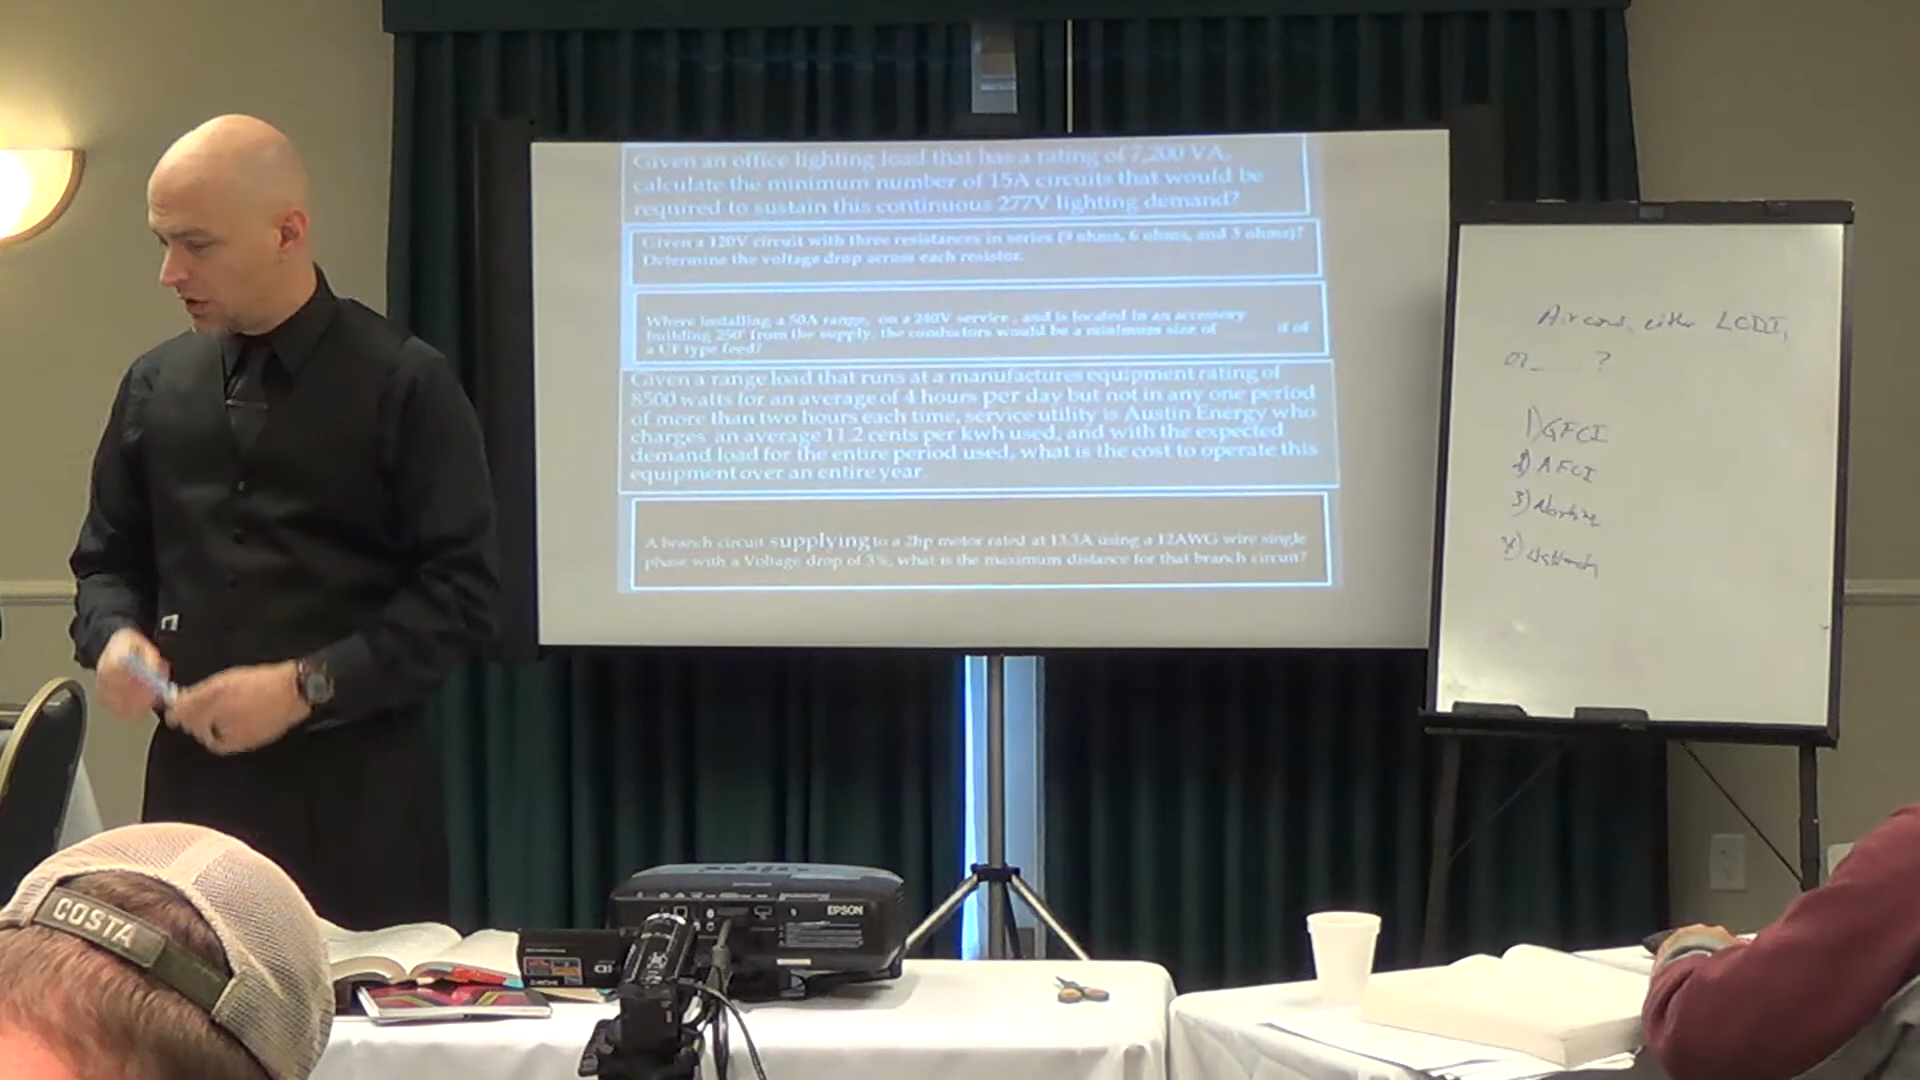 Given an office lighting load that has a rating of 7,200 VA,
calculate the minimum number of 15A circuits that would be
required to sustain this continuous 277V lighting demand?
Given a 120V circuit with three resistances in series (9 ohms, 6 ohms, and 3 ohms)?
Determine the voltage drop across each resistor.
Where installing a 50A range, on a 240V service, and is located in an accessory
building 250' from the supply, the conductors would be a minimum size of if of
a UF type feed?
Given a range load that runs at a manufactures equipment rating of
8500 watts for an average of 4 hours per day but not in any one period
of more than two hours each time, service utility is Austin Energy who
charges an average 11.2 cents per kwh used, and with the expected
demand load for the entire period used, what is the cost to operate this
equipment over an entire year.
A branch circuit supplying to a 2hp motor rated at 13.3A using a 12AWG wire single
phase with a Voltage drop of 3%, what is the maximum distance for that branch circuit?
either LCDI,
or ___ ?
1) GFCI
2) AFCI
3)
4)
EPSON
COSTA